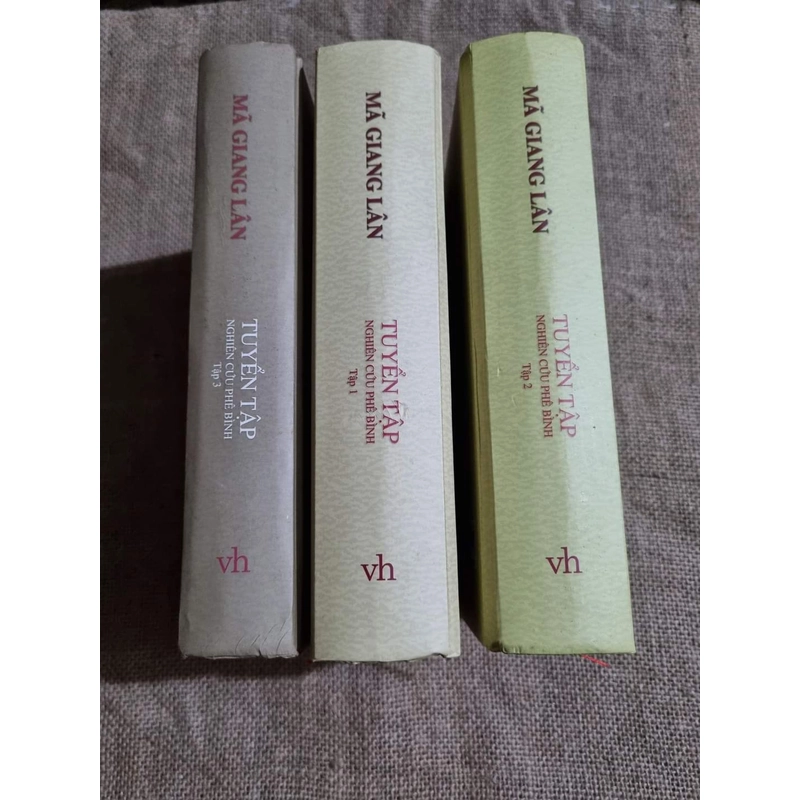 MÃ GIANG LÂN
TUYỂN TẬP
NGHIÊN CỨU PHÊ BÌNH
Tập 3
vh
MÃ GIANG LÂN
TUYỂN TẬP
NGHIÊN CỨU PHÊ BÌNH
Tập 1
vh
MÃ GIANG LÂN
TUYỂN TẬP
NGHIÊN CỨU PHÊ BÌNH
Tập 2
vh